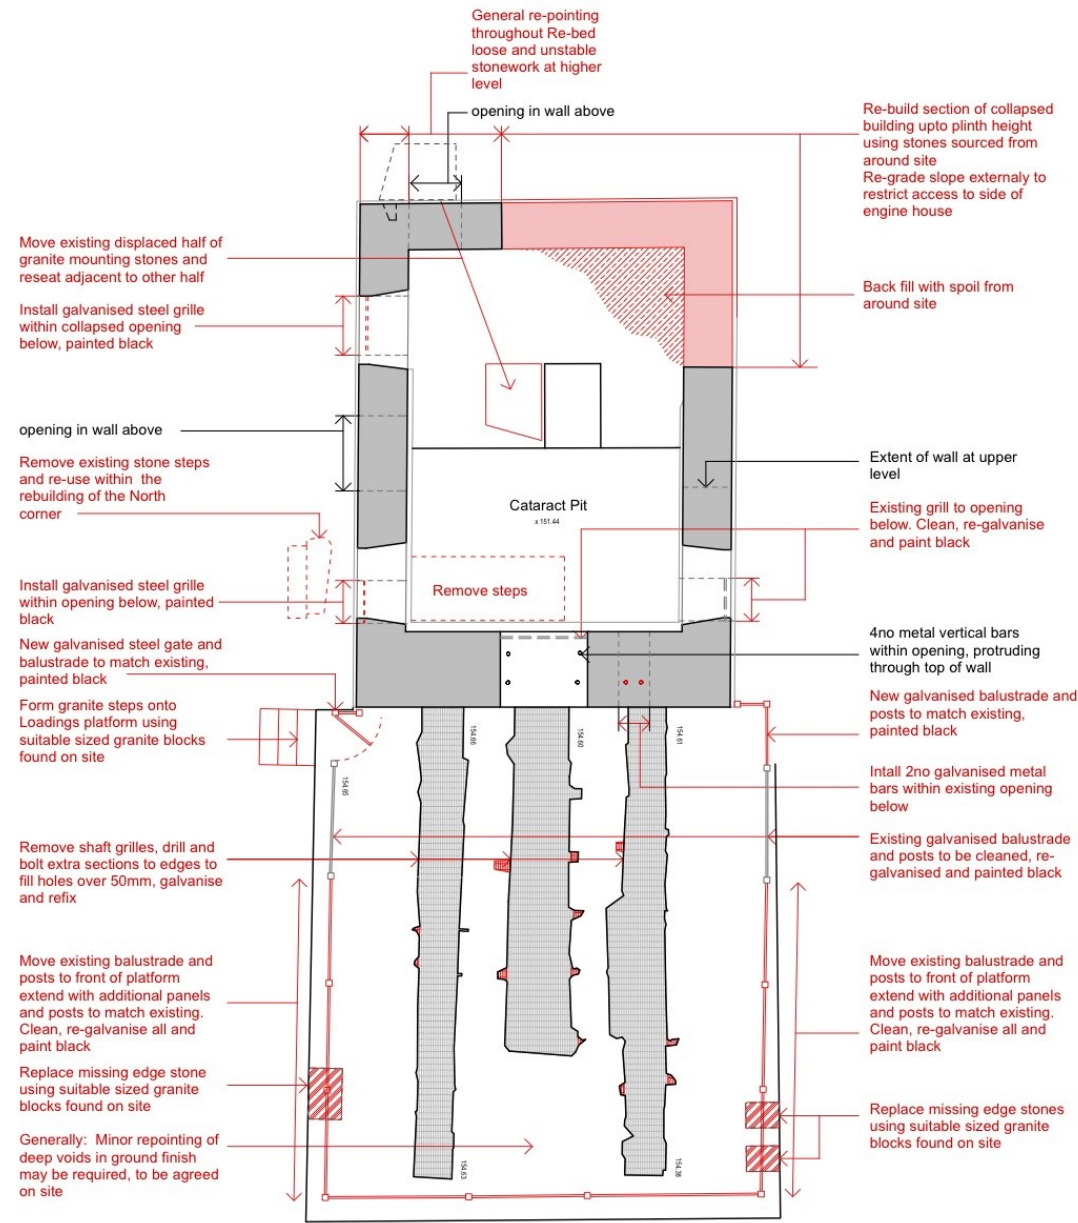 General re-pointing
throughout Re-bed
loose and unstable
stonework at higher
level
opening in wall above
Re-build section of collapsed
building upto plinth height
using stones sourced from
around site
Re-grade slope externaly to
restrict access to side of
engine house
Move existing displaced half of
granite mounting stones and
reseat adjacent to other half
Back fill with spoil from
around site
Install galvanised steel grille
within collapsed opening
below, painted black
opening in wall above
Remove existing stone steps
and re-use within the
rebuilding of the North
corner
Extent of wall at upper
level
Cataract Pit
x 151.44
Existing grill to opening
below. Clean, re-galvanise
and paint black
Install galvanised steel grille
within opening below, painted
black
Remove steps
4no metal vertical bars
within opening, protruding
through top of wall
New galvanised steel gate and
balustrade to match existing,
painted black
Form granite steps onto
Loadings platform using
suitable sized granite blocks
found on site
New galvanised balustrade and
posts to match existing,
painted black
154.66
154.60
154.61
154.65
Intall 2no galvanised metal
bars within existing opening
below
Remove shaft grilles, drill and
bolt extra sections to edges to
fill holes over 50mm, galvanise
and refix
Existing galvanised balustrade
and posts to be cleaned, re-
galvanised and painted black
Move existing balustrade and
posts to front of platform
extend with additional panels
and posts to match existing.
Clean, re-galvanise all and
paint black
Move existing balustrade and
posts to front of platform
extend with additional panels
and posts to match existing.
Clean, re-galvanise all and
paint black
Replace missing edge stone
using suitable sized granite
blocks found on site
Replace missing edge stones
using suitable sized granite
blocks found on site
Generally: Minor repointing of
deep voids in ground finish
may be required, to be agreed
on site
154.63
154.38